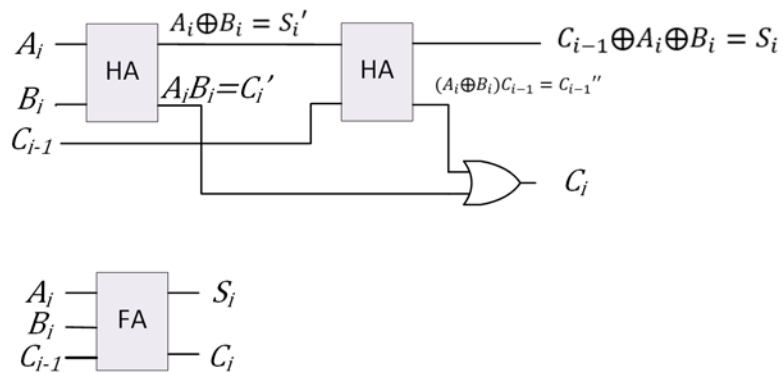 A_i
A_i⊕B_i = S_i'
C_{i-1}⊕A_i⊕B_i = S_i
HA
HA
B_i
A_iB_i=C_i'
(A_i⊕B_i)C_{i-1} = C_{i-1}''
C_{i-1}
C_i
A_i
S_i
B_i
FA
C_{i-1}
C_i